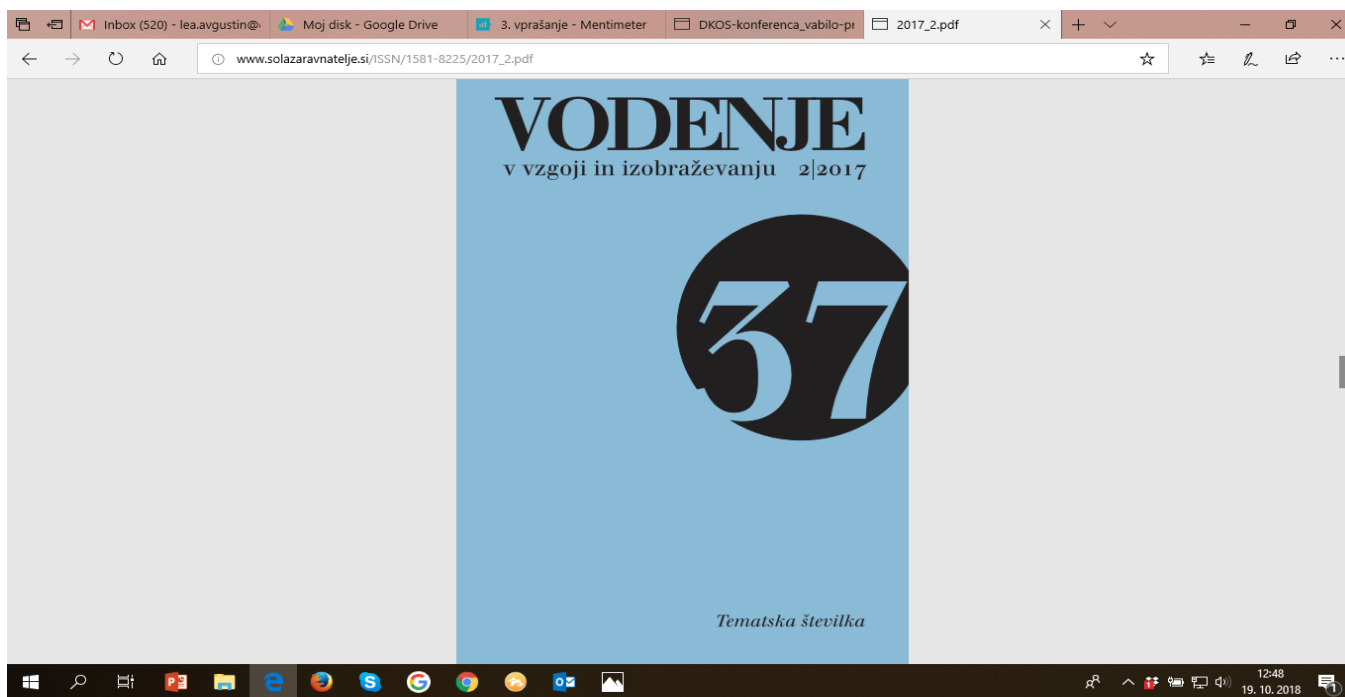 Inbox (520) - lea.avgustin@
Moj disk - Google Drive
3. vprašanje - Mentimeter
DKOS-konferenca_vabilo-pr
2017_2.pdf
www.solazaravnatelje.si/ISSN/1581-8225/2017_2.pdf
VODENJE
v vzgoji in izobraževanju 2|2017
37
Tematska številka
12:48
19. 10. 2018
1